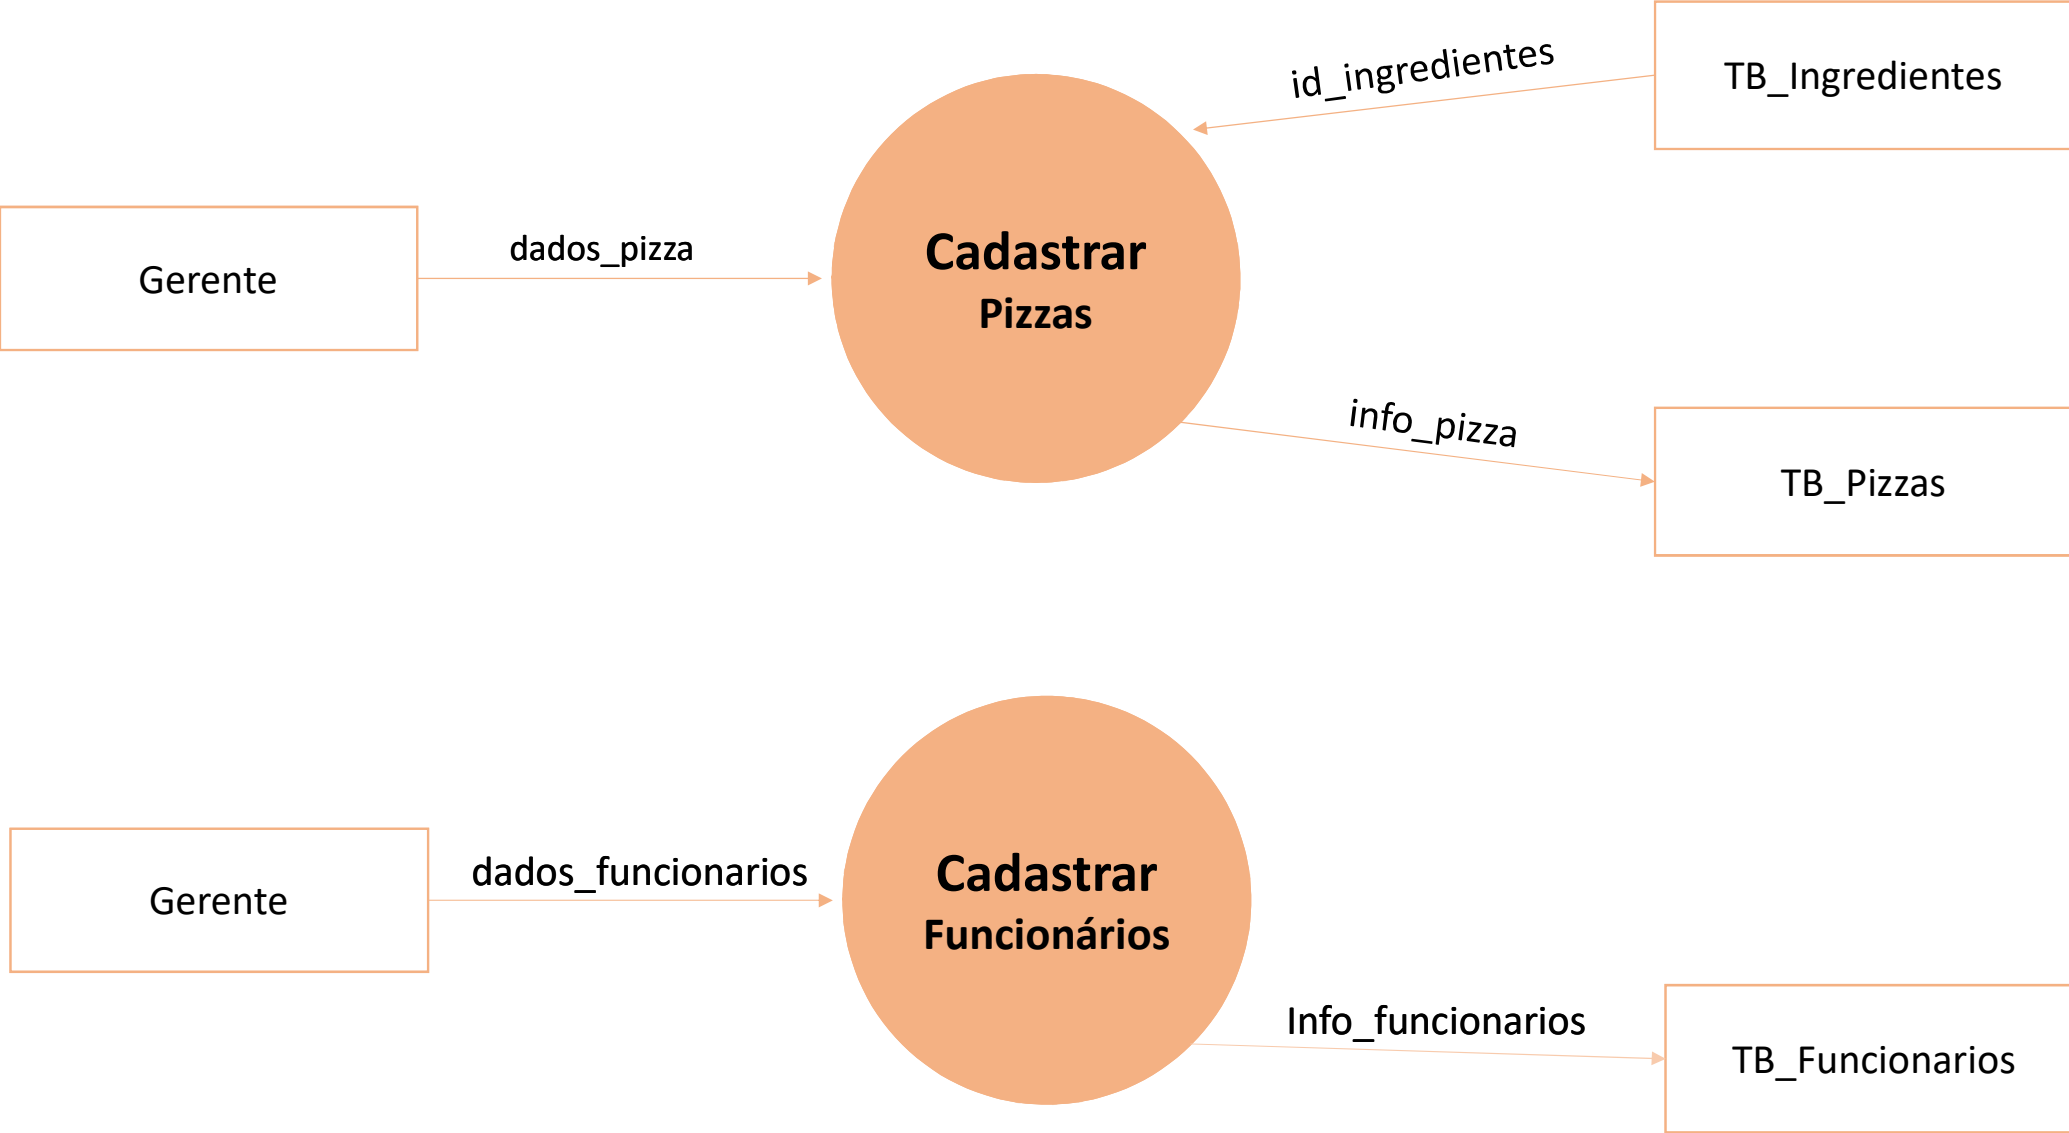 id_ingredientes
TB_Ingredientes
Gerente
dados_pizza
Cadastrar
Pizzas
info_pizza
TB_Pizzas
Gerente
dados_funcionarios
Cadastrar
Funcionários
Info_funcionarios
TB_Funcionarios